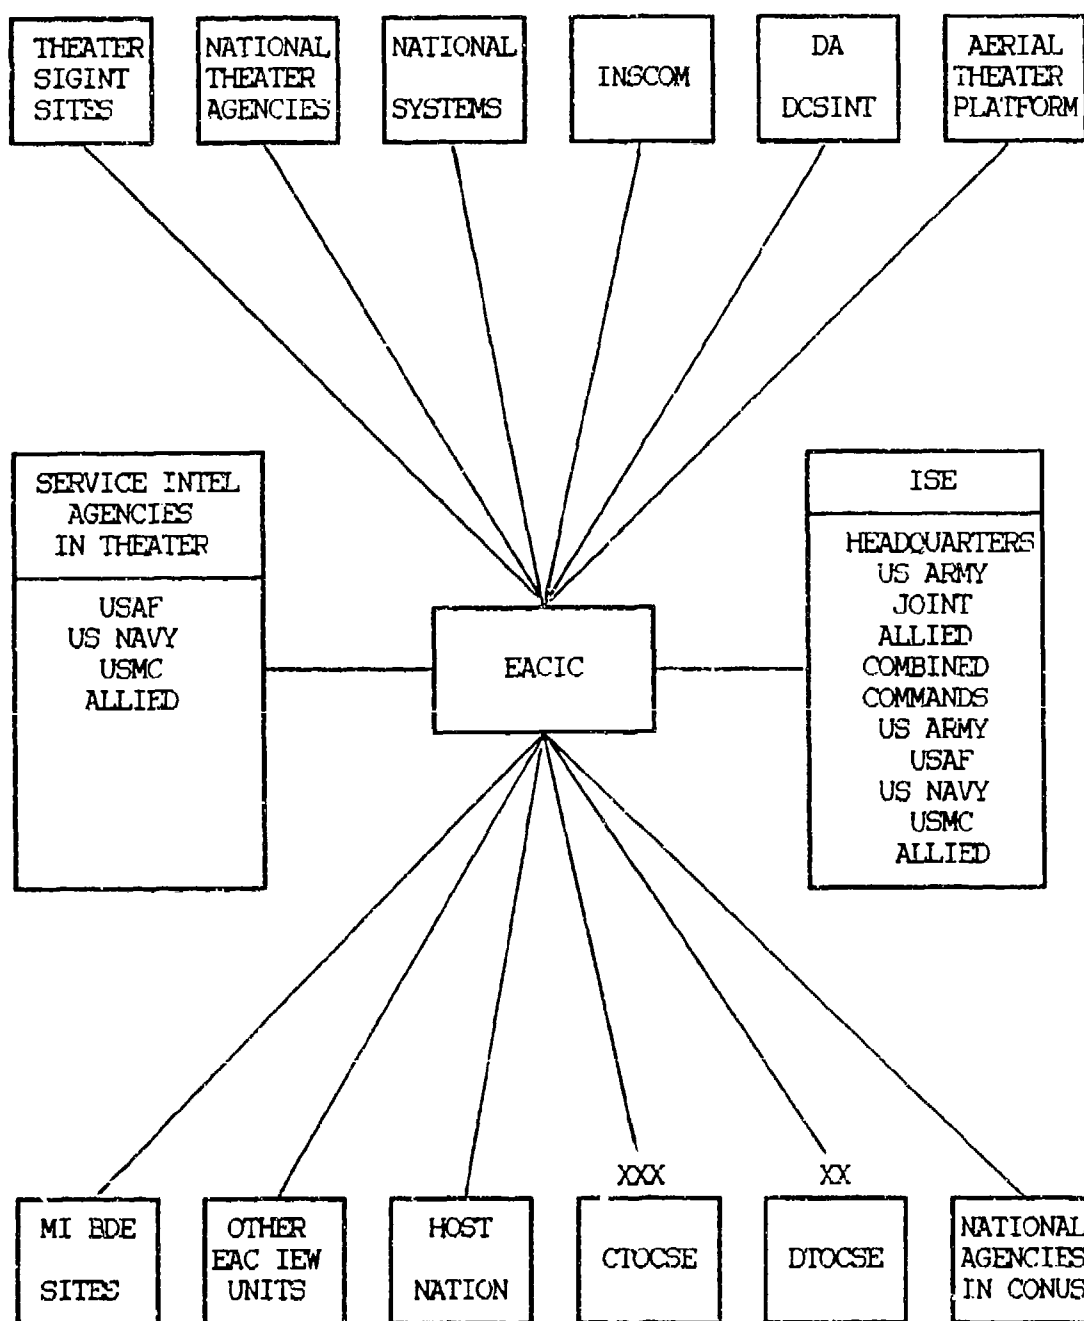 THEATER
SIGINT
SITES
NATIONAL
THEATER
AGENCIES
NATIONAL
SYSTEMS
INSCOM
DA
DCSINT
AERIAL
THEATER
PLATFORM
SERVICE INTEL
AGENCIES
IN THEATER
USAF
US NAVY
USMC
ALLIED
EACIC
ISE
HEADQUARTERS
US ARMY
JOINT
ALLIED
COMBINED
COMMANDS
US ARMY
USAF
US NAVY
USMC
ALLIED
MI BDE
SITES
OTHER
EAC IEW
UNITS
HOST
NATION
XXX
CTOCSE
XX
DTOCSE
NATIONAL
AGENCIES
IN CONUS